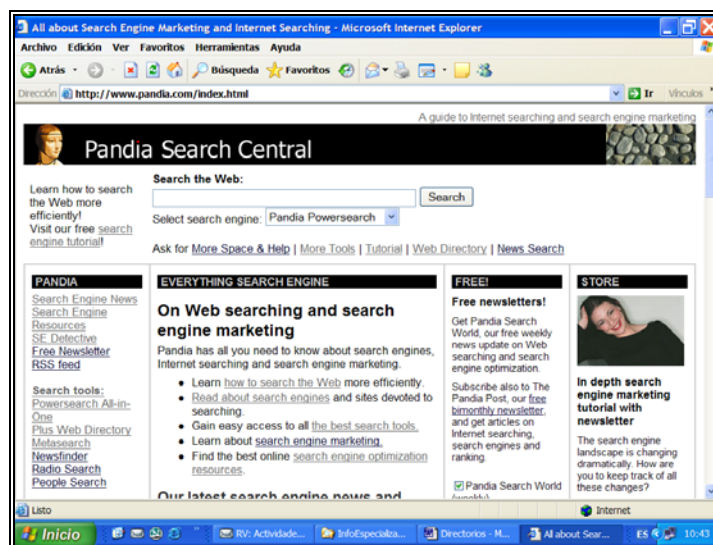 All about Search Engine Marketing and Internet Searching - Microsoft Internet Explorer
Archivo Edición Ver Favoritos Herramientas Ayuda
Atrás Búsqueda Favoritos
Dirección http://www.pandia.com/index.html Ir Vínculos
A guide to Internet searching and search engine marketing
Pandia Search Central
Learn how to search
the Web more
efficiently!
Visit our free search
engine tutorial!
Search the Web:
Search
Select search engine: Pandia Powersearch
Ask for More Space & Help | More Tools | Tutorial | Web Directory | News Search
PANDIA
Search Engine News
Search Engine
Resources
SE Detective
Free Newsletter
RSS feed
Search tools:
Powersearch All-in-
One
Plus Web Directory
Metasearch
Newsfinder
Radio Search
People Search
EVERYTHING SEARCH ENGINE
On Web searching and search
engine marketing
Pandia has all you need to know about search engines,
Internet searching and search engine marketing.
• Learn how to search the Web more efficiently.
• Read about search engines and sites devoted to
searching.
• Gain easy access to all the best search tools.
• Learn about search engine marketing.
• Find the best online search engine optimization
resources.
Our latest search engine news and
FREE!
Free newsletters!
Get Pandia Search
World, our free weekly
news update on Web
searching and search
engine optimization.
Subscribe also to The
Pandia Post, our free
bimonthly newsletter,
and get articles on
Internet searching,
search engines and
ranking.
Pandia Search World
(weekly)
STORE
In depth search
engine marketing
tutorial with
newsletter
The search engine
landscape is changing
dramatically. How are
you to keep track of all
these changes?
Listo Internet
Inicio RV: Actividade... InfoEspecializa... Directorios - M... All about Sear... ES 10:43